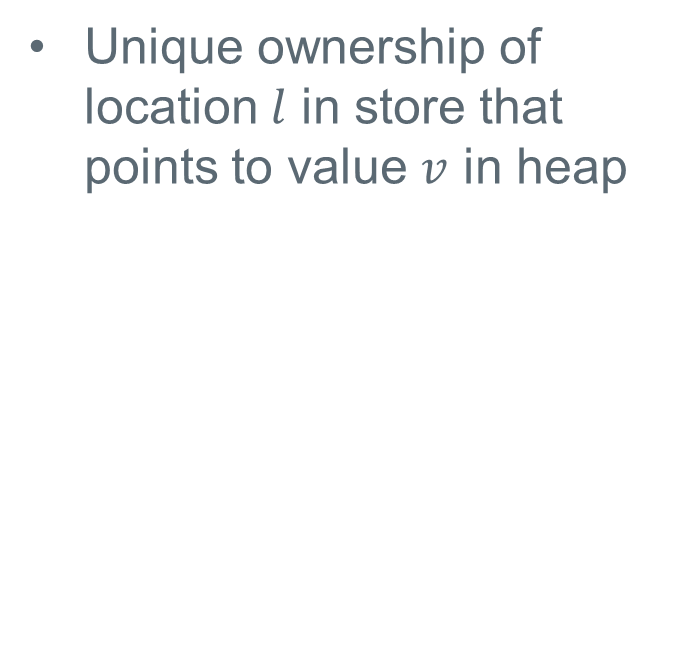 • Unique ownership of
location 𝑙 in store that
points to value 𝑣 in heap